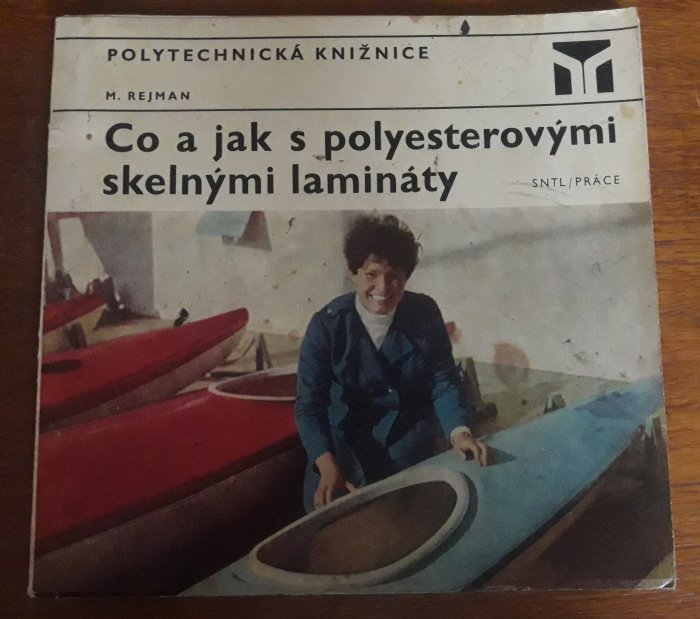 POLYTECHNICKÁ KNIŽNICE
M. REJMAN
Co a jak s polyesterovými
skelnými lamináty
SNTL/PRÁCE